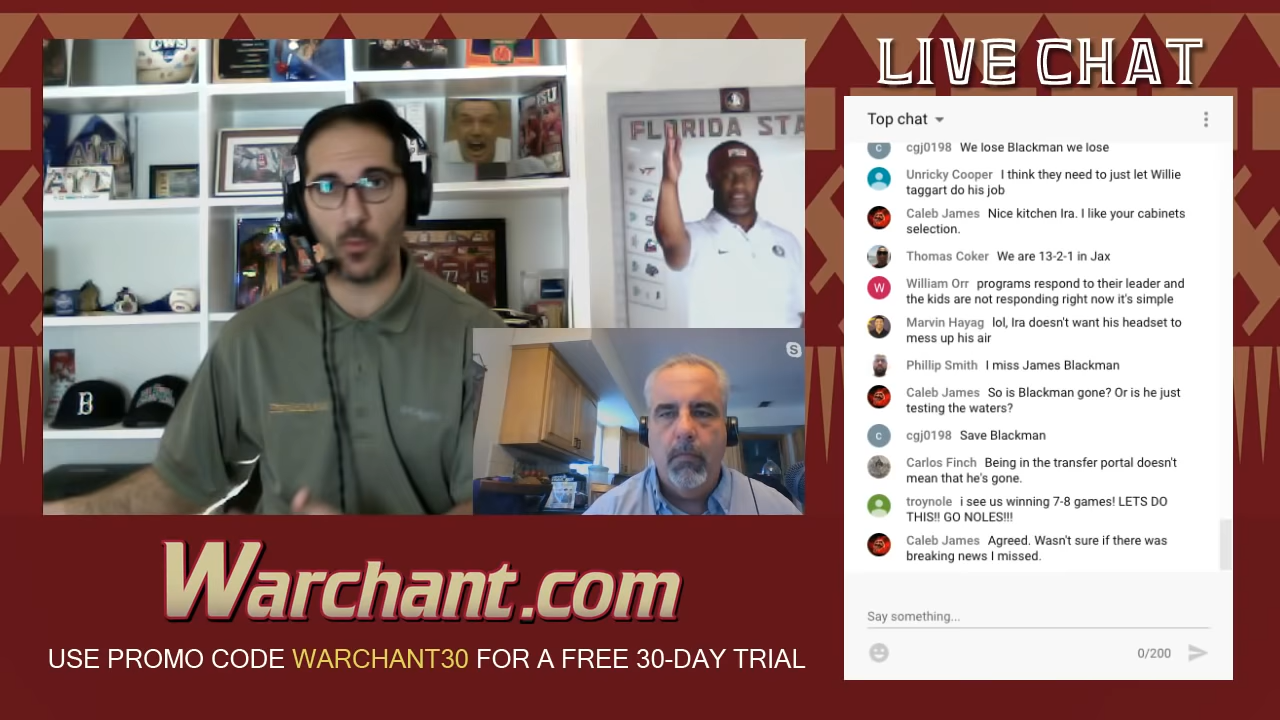 LIVE CHAT
Top chat
c
cgj0198 We lose Blackman we lose
Unricky Cooper I think they need to just let Willie
taggart do his job
Caleb James Nice kitchen Ira. I like your cabinets
selection.
Thomas Coker We are 13-2-1 in Jax
W
William Orr programs respond to their leader and
the kids are not responding right now it's simple
Marvin Hayag lol, Ira doesn't want his headset to
mess up his air
Phillip Smith I miss James Blackman
Caleb James So is Blackman gone? Or is he just
testing the waters?
c
cgj0198 Save Blackman
Carlos Finch Being in the transfer portal doesn't
mean that he's gone.
troynole i see us winning 7-8 games! LETS DO
THIS!! GO NOLES!!!
Caleb James Agreed. Wasn't sure if there was
breaking news I missed.
Say something...
0/200
CWS
FSU
FLORIDA STA
77 15
B
S
Warchant.com
USE PROMO CODE WARCHANT30 FOR A FREE 30-DAY TRIAL